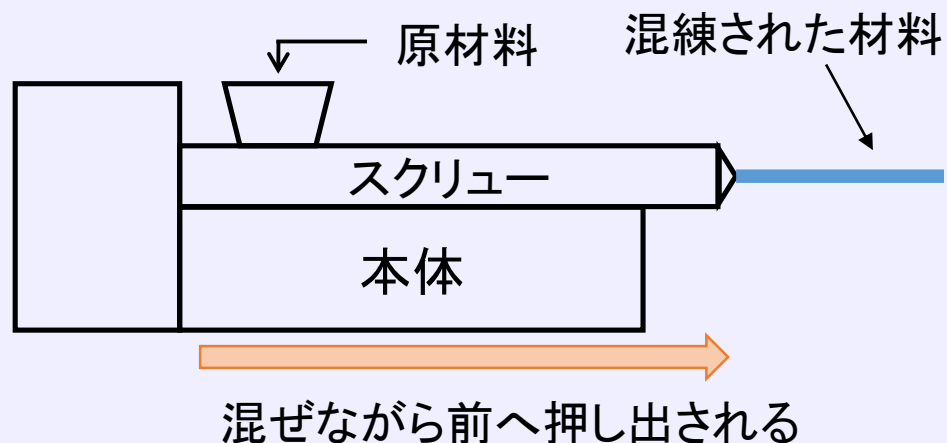 原材料
混練された材料
スクリュー
本体
混ぜながら前へ押し出される